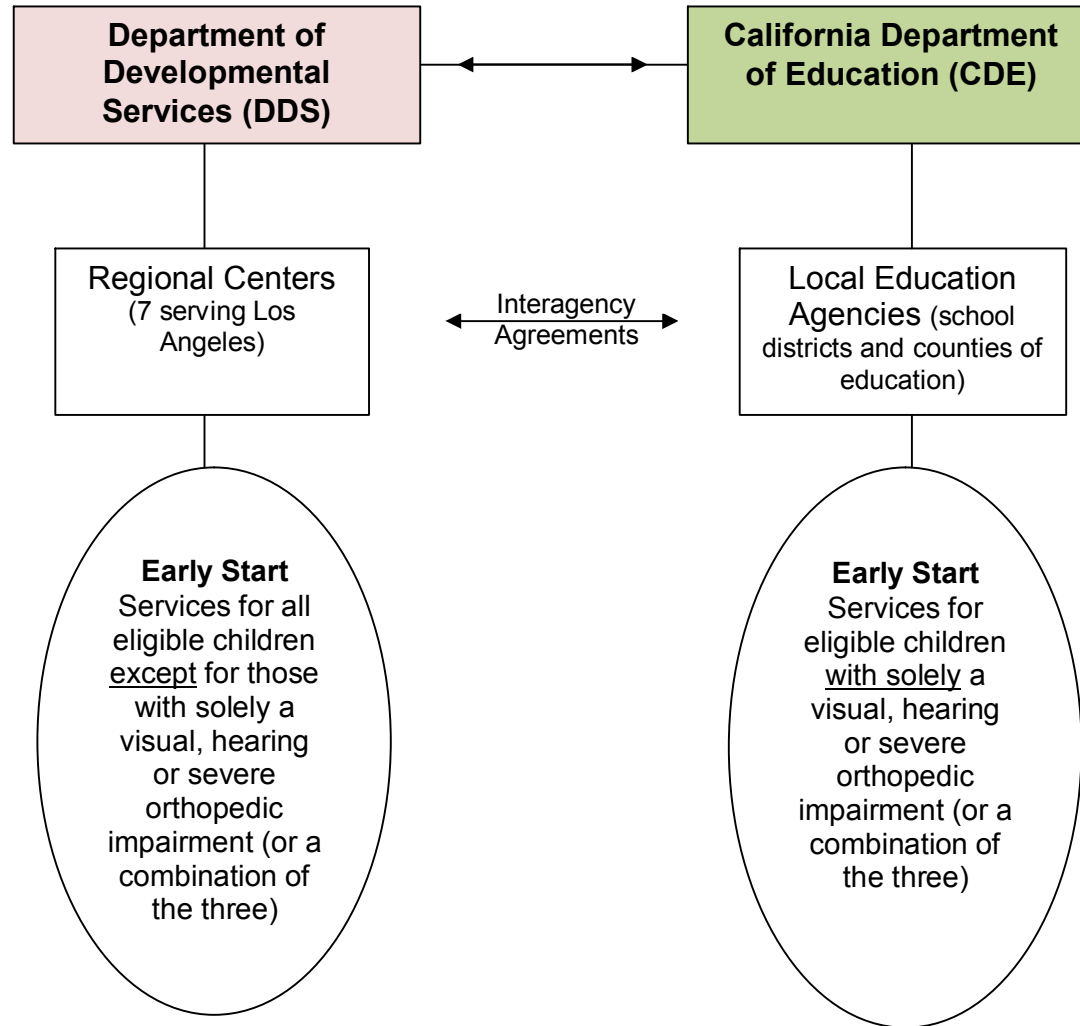 Department of
Developmental
Services (DDS)
California Department
of Education (CDE)
Regional Centers
(7 serving Los
Angeles)
Interagency
Agreements
Local Education
Agencies (school
districts and counties of
education)
Early Start
Services for all
eligible children
except for those
with solely a
visual, hearing
or severe
orthopedic
impairment (or a
combination of
the three)
Early Start
Services for
eligible children
with solely a
visual, hearing
or severe
orthopedic
impairment (or a
combination of
the three)